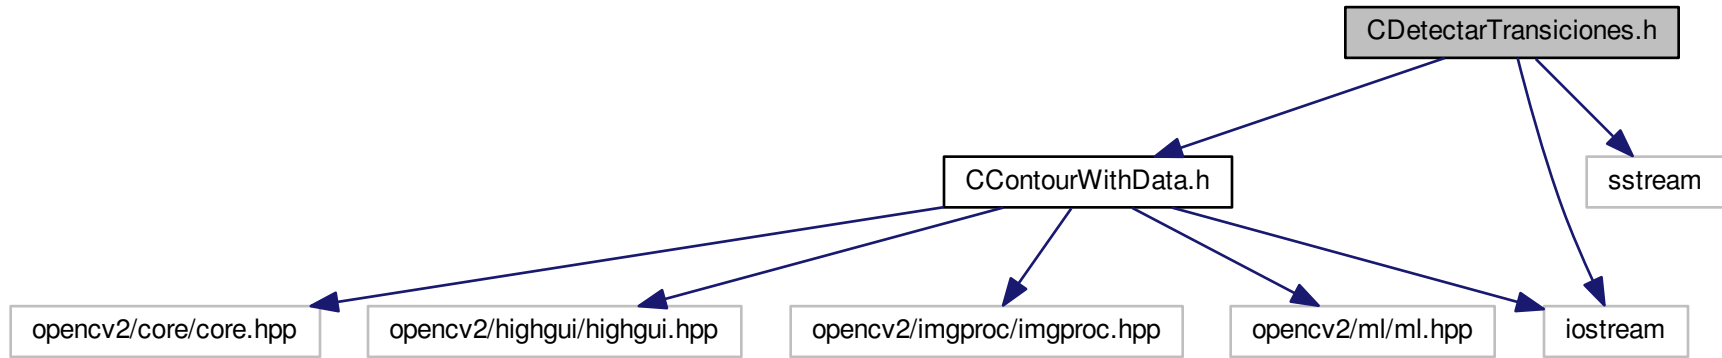 CDetectarTransiciones.h
CContourWithData.h
sstream
opencv2/core/core.hpp
opencv2/highgui/highgui.hpp
opencv2/imgproc/imgproc.hpp
opencv2/ml/ml.hpp
iostream